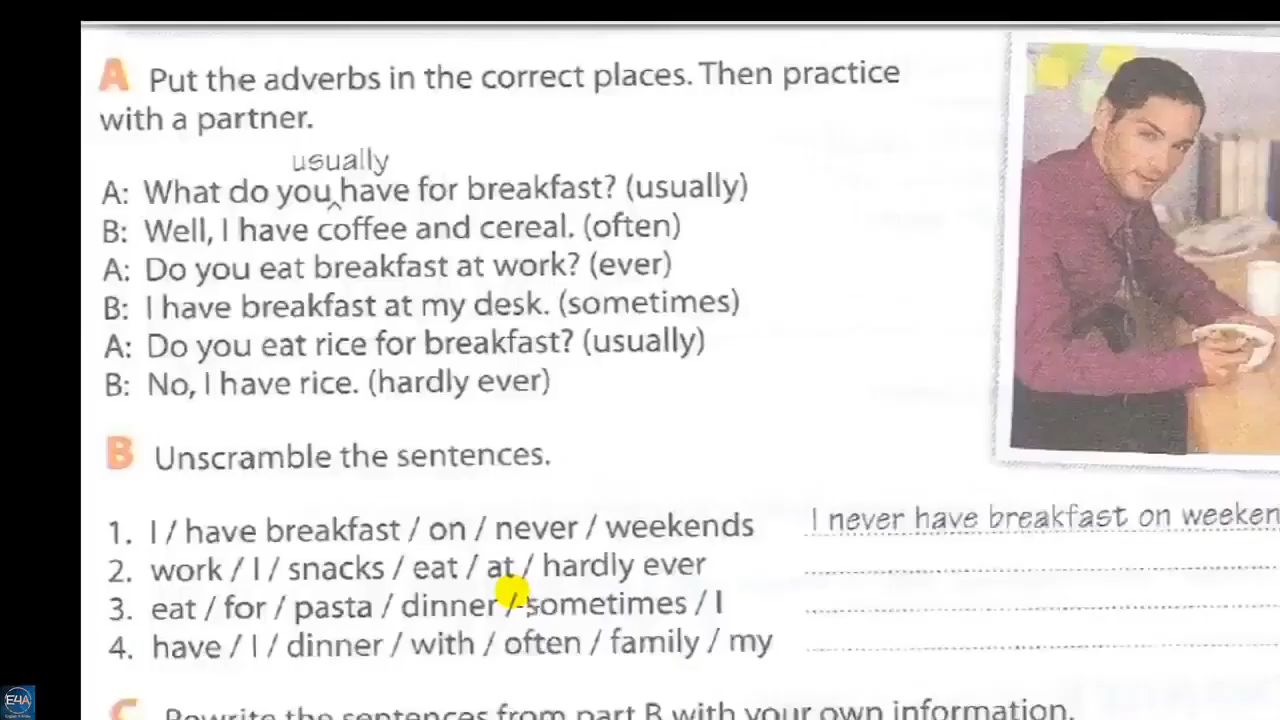 A Put the adverbs in the correct places. Then practice
with a partner.
usually
A: What do you have for breakfast? (usually)
B: Well, I have coffee and cereal. (often)
A: Do you eat breakfast at work? (ever)
B: I have breakfast at my desk. (sometimes)
A: Do you eat rice for breakfast? (usually)
B: No, I have rice. (hardly ever)
B Unscramble the sentences.
1. I / have breakfast / on / never / weekends I never have breakfast on weeken
2. work / I / snacks / eat / at / hardly ever
3. eat / for / pasta / dinner / sometimes / I
4. have / I / dinner / with / often / family / my
C Rewrite the sentences from part B with your own information.
E4A